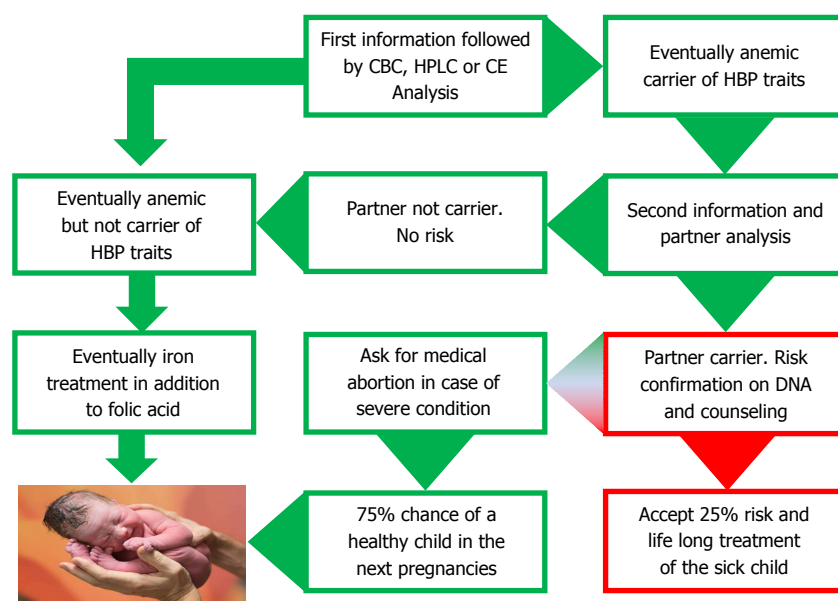 First information followed
by CBC, HPLC or CE
Analysis
Eventually anemic
carrier of HBP traits
Eventually anemic
but not carrier of
HBP traits
Partner not carrier.
No risk
Second information and
partner analysis
Eventually iron
treatment in addition
to folic acid
Ask for medical
abortion in case of
severe condition
Partner carrier. Risk
confirmation on DNA
and counseling
75% chance of a
healthy child in the
next pregnancies
Accept 25% risk and
life long treatment
of the sick child